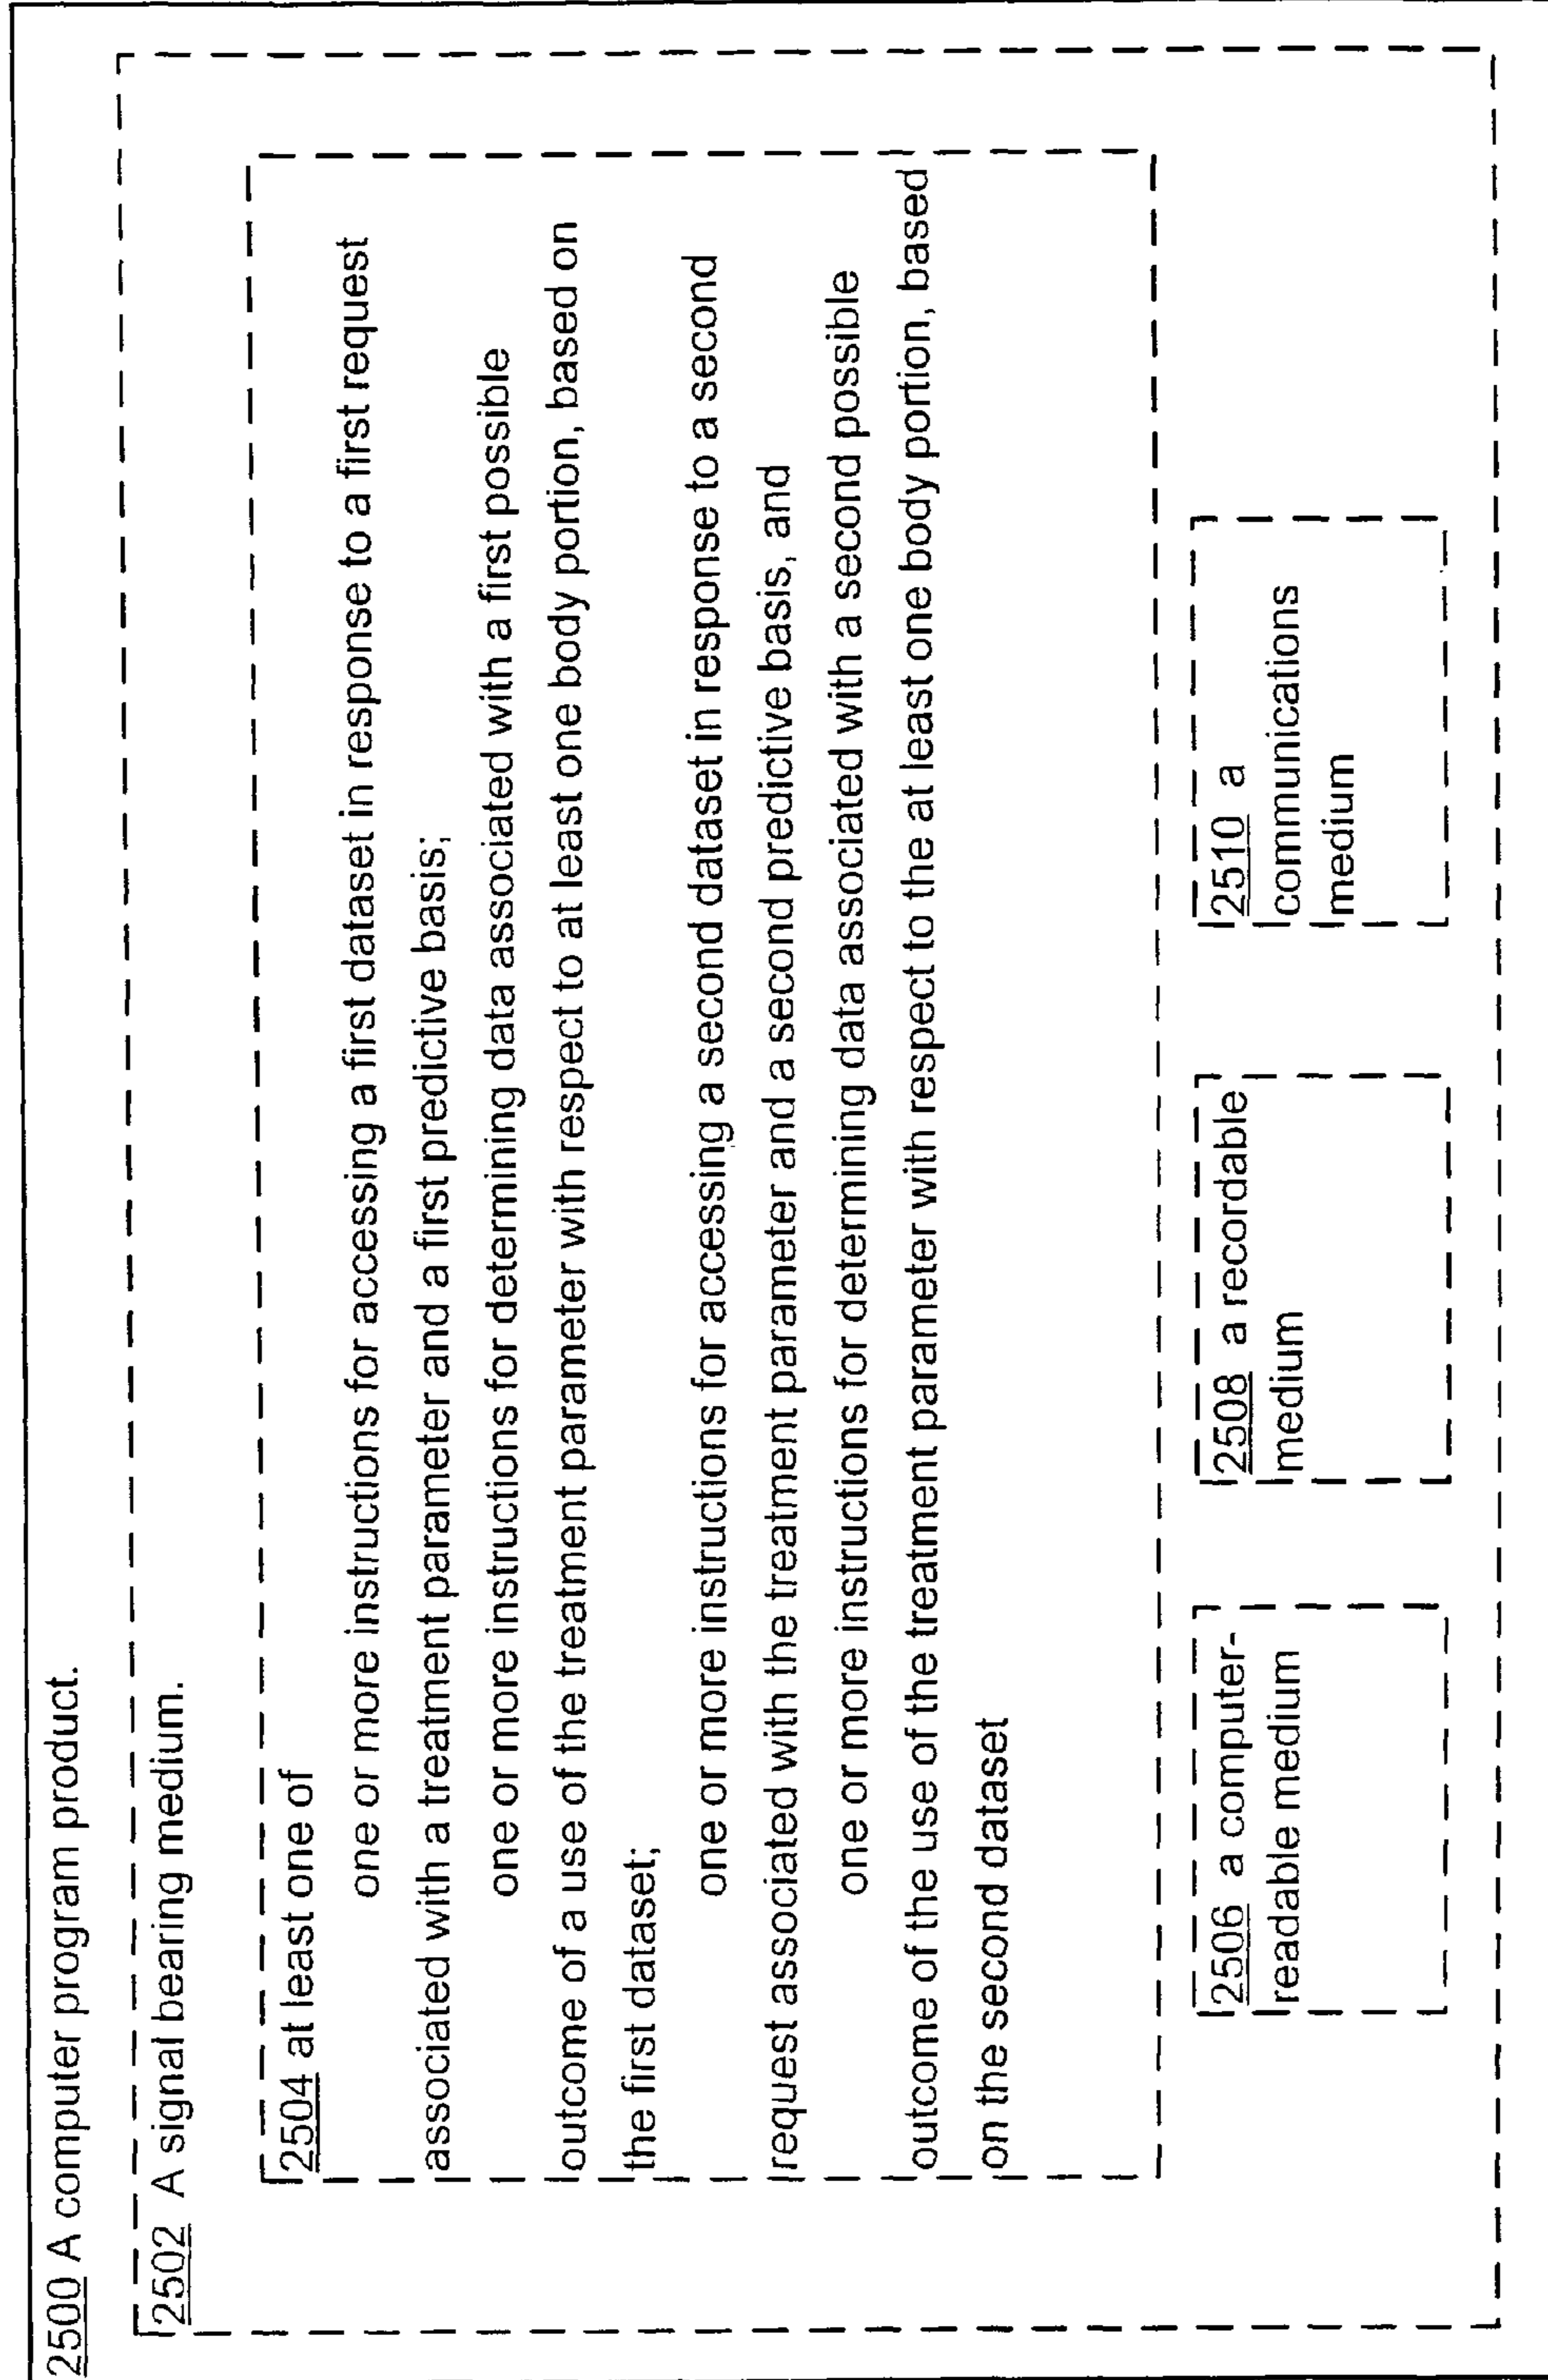 2500 A computer program product.
2502 A signal bearing medium.
2504 at least one of
one or more instructions for accessing a first dataset in response to a first request
associated with a treatment parameter and a first predictive basis;
one or more instructions for determining data associated with a first possible
outcome of a use of the treatment parameter with respect to at least one body portion, based on
the first dataset;
one or more instructions for accessing a second dataset in response to a second
request associated with the treatment parameter and a second predictive basis, and
one or more instructions for determining data associated with a second possible
outcome of the use of the treatment parameter with respect to the at least one body portion, based
on the second dataset
2506 a computer-
readable medium
2508 a recordable
medium
2510 a
communications
medium